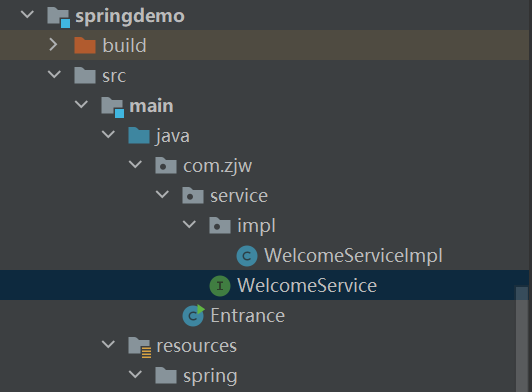 springdemo
build
src
main
java
com.zjw
service
impl
C WelcomeServiceImpl
I WelcomeService
C Entrance
resources
spring